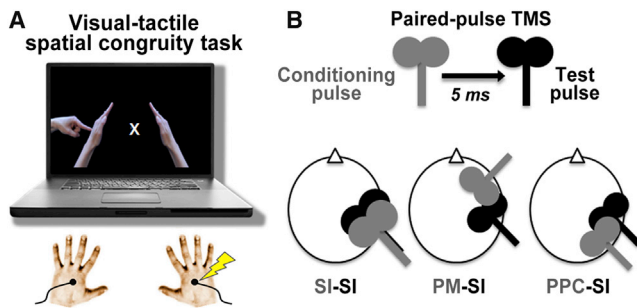 A
Visual-tactile
spatial congruity task
X
B
Paired-pulse TMS
Conditioning
pulse
5 ms
Test
pulse
SI-SI
PM-SI
PPC-SI